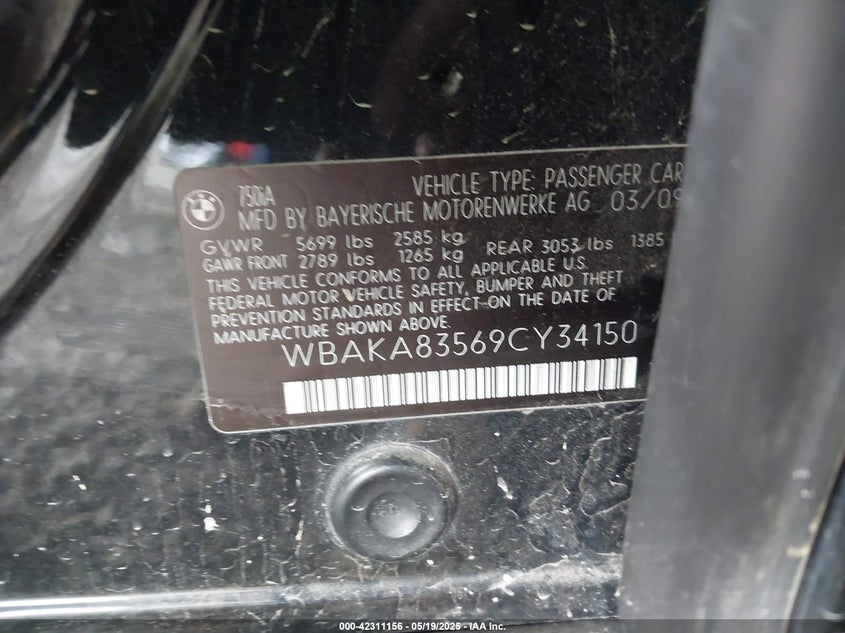 750iA
VEHICLE TYPE: PASSENGER CAR
MFD BY BAYERISCHE MOTORENWERKE AG 03/09
GVWR 5699 lbs 2585 kg
GAWR FRONT 2789 lbs 1265 kg REAR 3053 lbs 1385
THIS VEHICLE CONFORMS TO ALL APPLICABLE U.S.
FEDERAL MOTOR VEHICLE SAFETY, BUMPER AND THEFT
PREVENTION STANDARDS IN EFFECT ON THE DATE OF
MANUFACTURE SHOWN ABOVE.
WBAKA83569CY34150
000-42311156 - 05/19/2025 - IAA Inc.